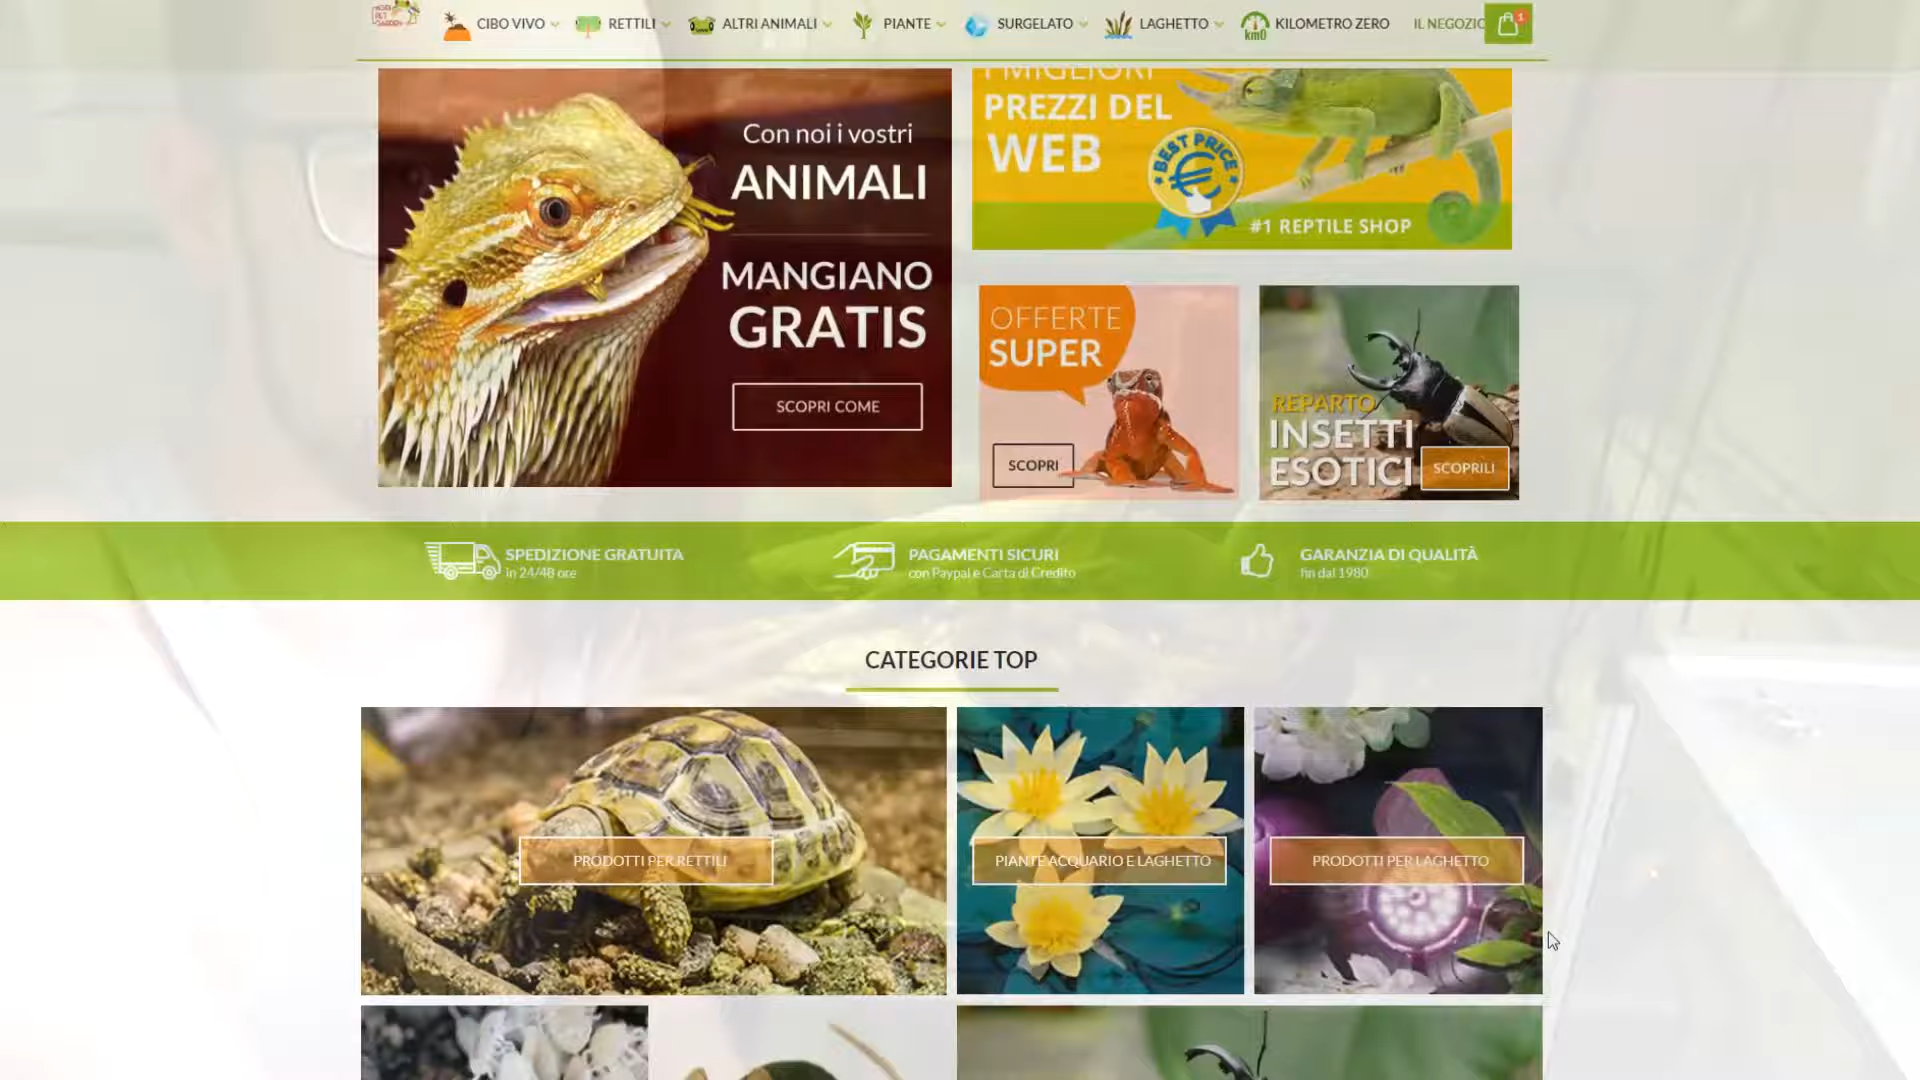 CIBO VIVO
RETTILI
ALTRI ANIMALI
PIANTE
SURGELATO
LAGHETTO
km0
KILOMETRO ZERO
IL NEGOZIO
1
Con noi i vostri
ANIMALI
MANGIANO
GRATIS
SCOPRI COME
I MIGLIORI
PREZZI DEL
WEB
BEST PRICE
€
#1 REPTILE SHOP
OFFERTE
SUPER
SCOPRI
REPARTO
INSETTI
ESOTICI
SCOPRILI
SPEDIZIONE GRATUITA
in 24/48 ore
PAGAMENTI SICURI
con Paypal e Carta di Credito
GARANZIA DI QUALITÀ
fin dal 1980
CATEGORIE TOP
PRODOTTI PER RETTILI
PIANTE ACQUARIO E LAGHETTO
PRODOTTI PER LAGHETTO